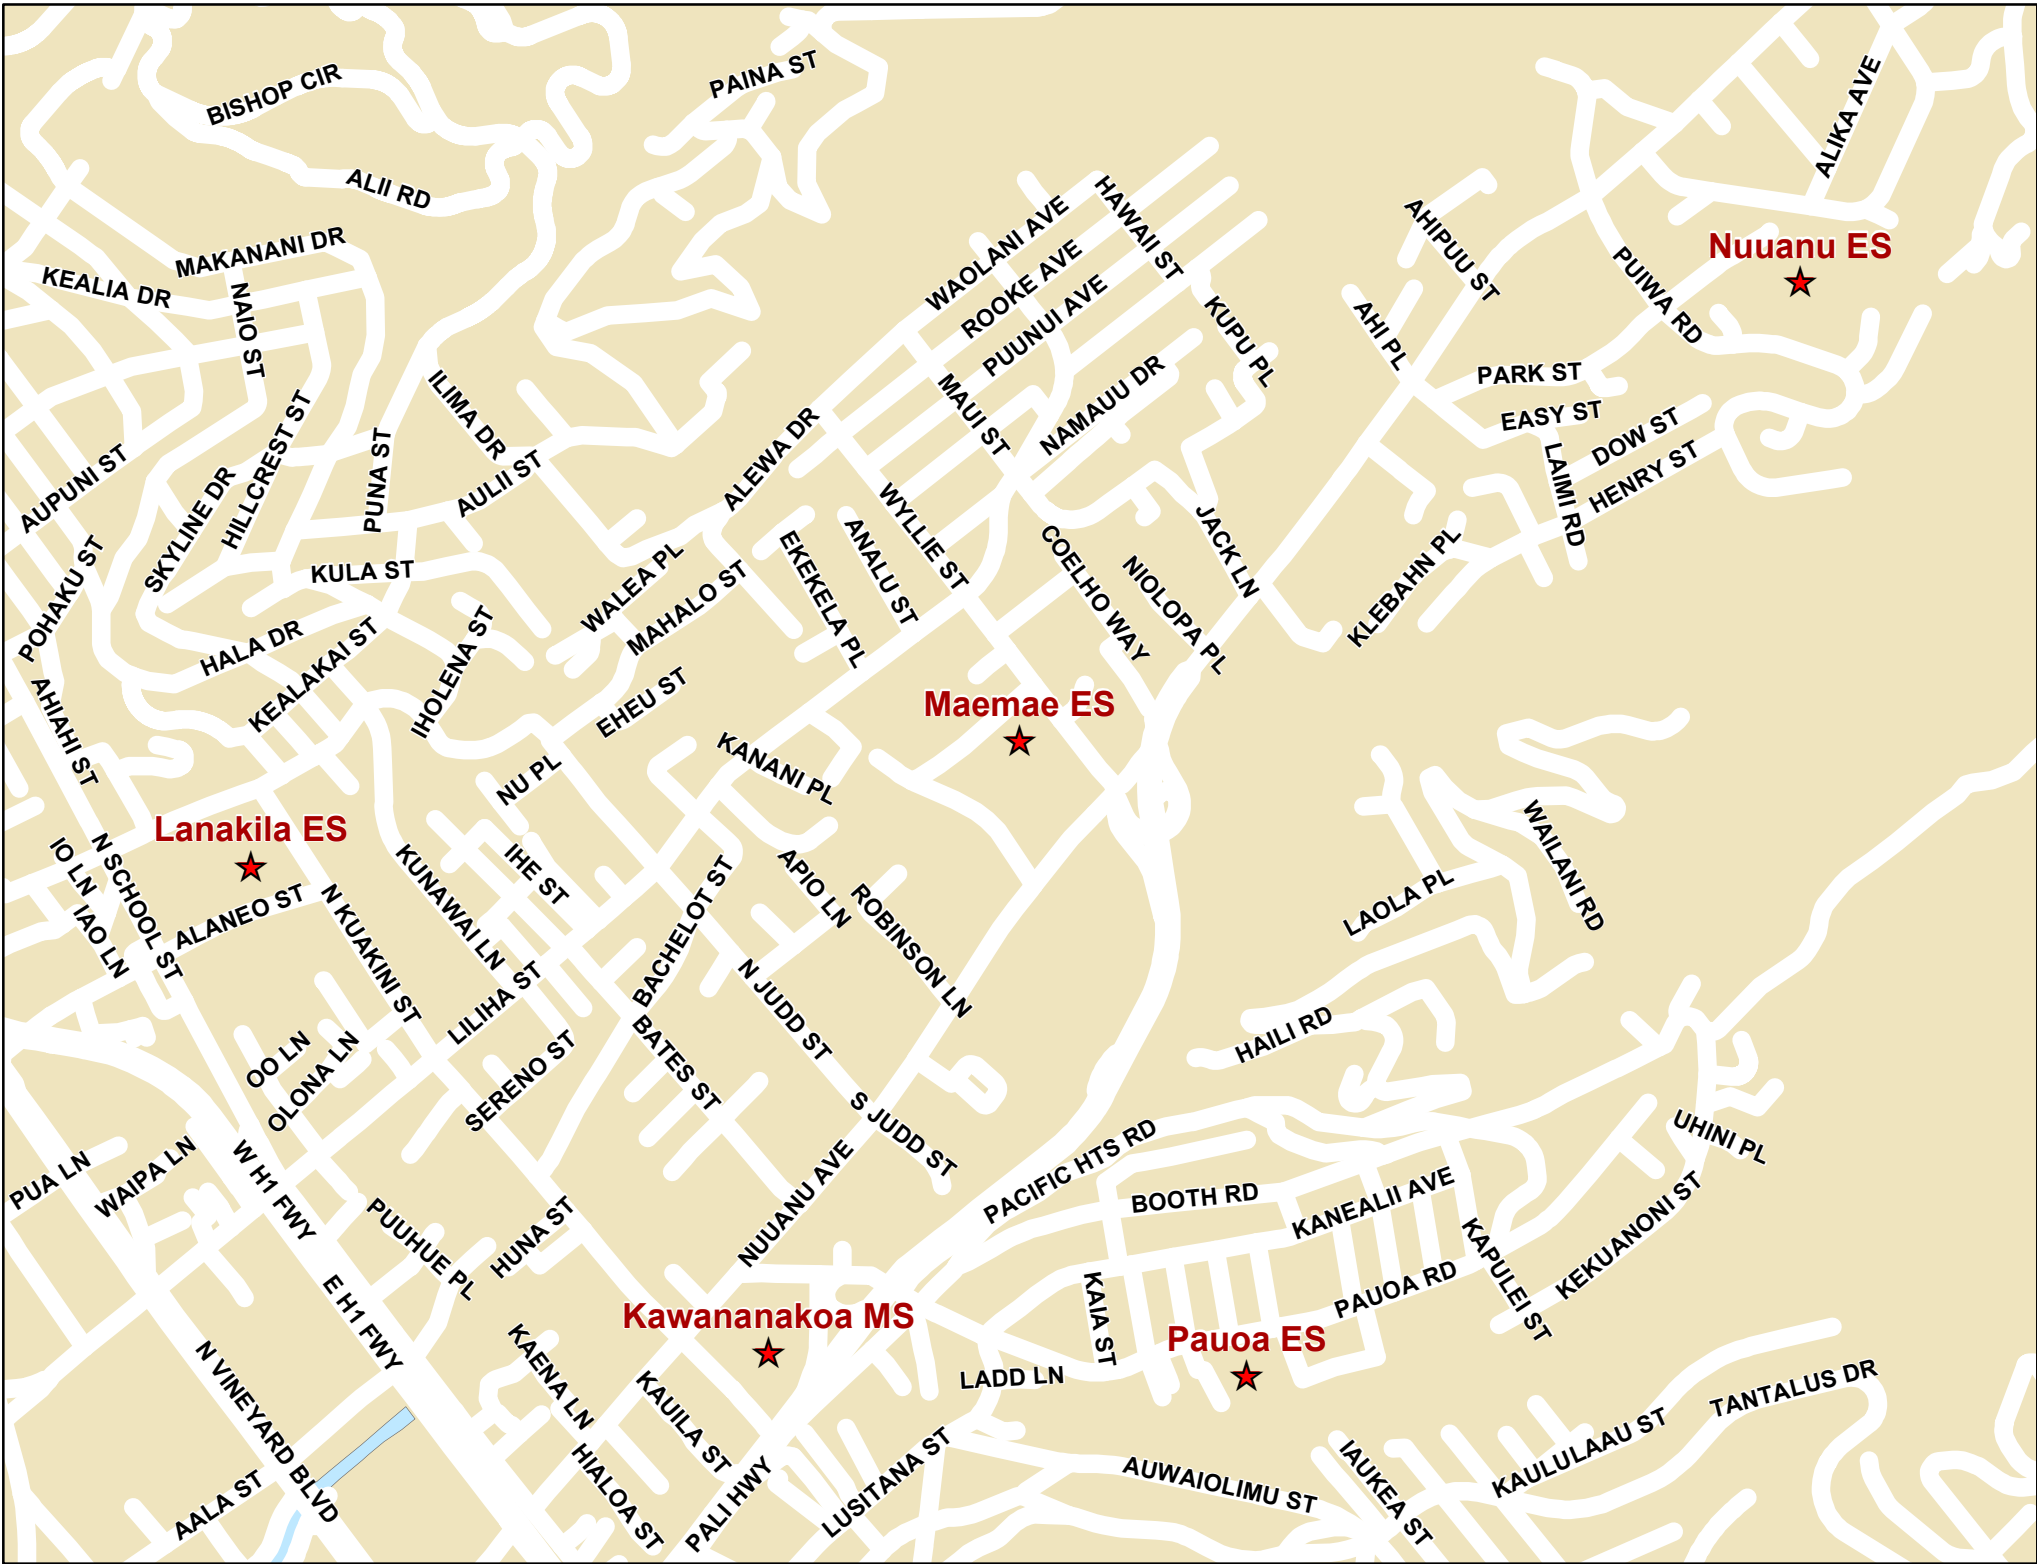 PAINA ST
BISHOP CIR
ALIKA AVE
ALII RD
HAWAII ST
WAOLANI AVE
AHIPUU ST
MAKANANI DR
Nuuanu ES
ROOKE AVE
PUIWA RD
KEALIA DR
NAIO ST
PUUNUI AVE
KUPU PL
AHI PL
PARK ST
ILIMA DR
MAUI ST
NAMAUU DR
EASY ST
HILLCREST ST
DOW ST
ALEWA DR
LAIMI RD
HENRY ST
AUPUNI ST
PUNA ST
AULII ST
SKYLINE DR
WYLLIE ST
JACK LN
ANALU ST
EKEKELA PL
COELHO WAY
NIOLOPA PL
KLEBAHN PL
POHAKU ST
KULA ST
WALEA PL
MAHALO ST
HALA DR
KEALAKAI ST
IHOLENA ST
EHEU ST
Maemae ES
AHIAHI ST
KANANI PL
NU PL
Lanakila ES
WAILANI RD
IO LN
N SCHOOL ST
KUNAWAI LN
IHE ST
APIO LN
BACHELOT ST
ROBINSON LN
LAOLA PL
IAO LN
ALANEO ST
N KUAKINI ST
LILIHA ST
N JUDD ST
HAILI RD
OO LN
OLONA LN
SERENO ST
BATES ST
S JUDD ST
UHINI PL
PACIFIC HTS RD
WAIPA LN
PUA LN
W H1 FWY
NUUANU AVE
BOOTH RD
KANEALII AVE
KEKUANONI ST
PUUHUE PL
HUNA ST
KAPULEI ST
PAUOA RD
E H1 FWY
KAIA ST
Kawananakoa MS
Pauoa ES
KAENA LN
N VINEYARD BLVD
LADD LN
KAUILA ST
TANTALUS DR
KAULULAAU ST
LUSITANA ST
IAUKEA ST
HIALOA ST
AUWAIOLIMU ST
AALA ST
PALI HWY